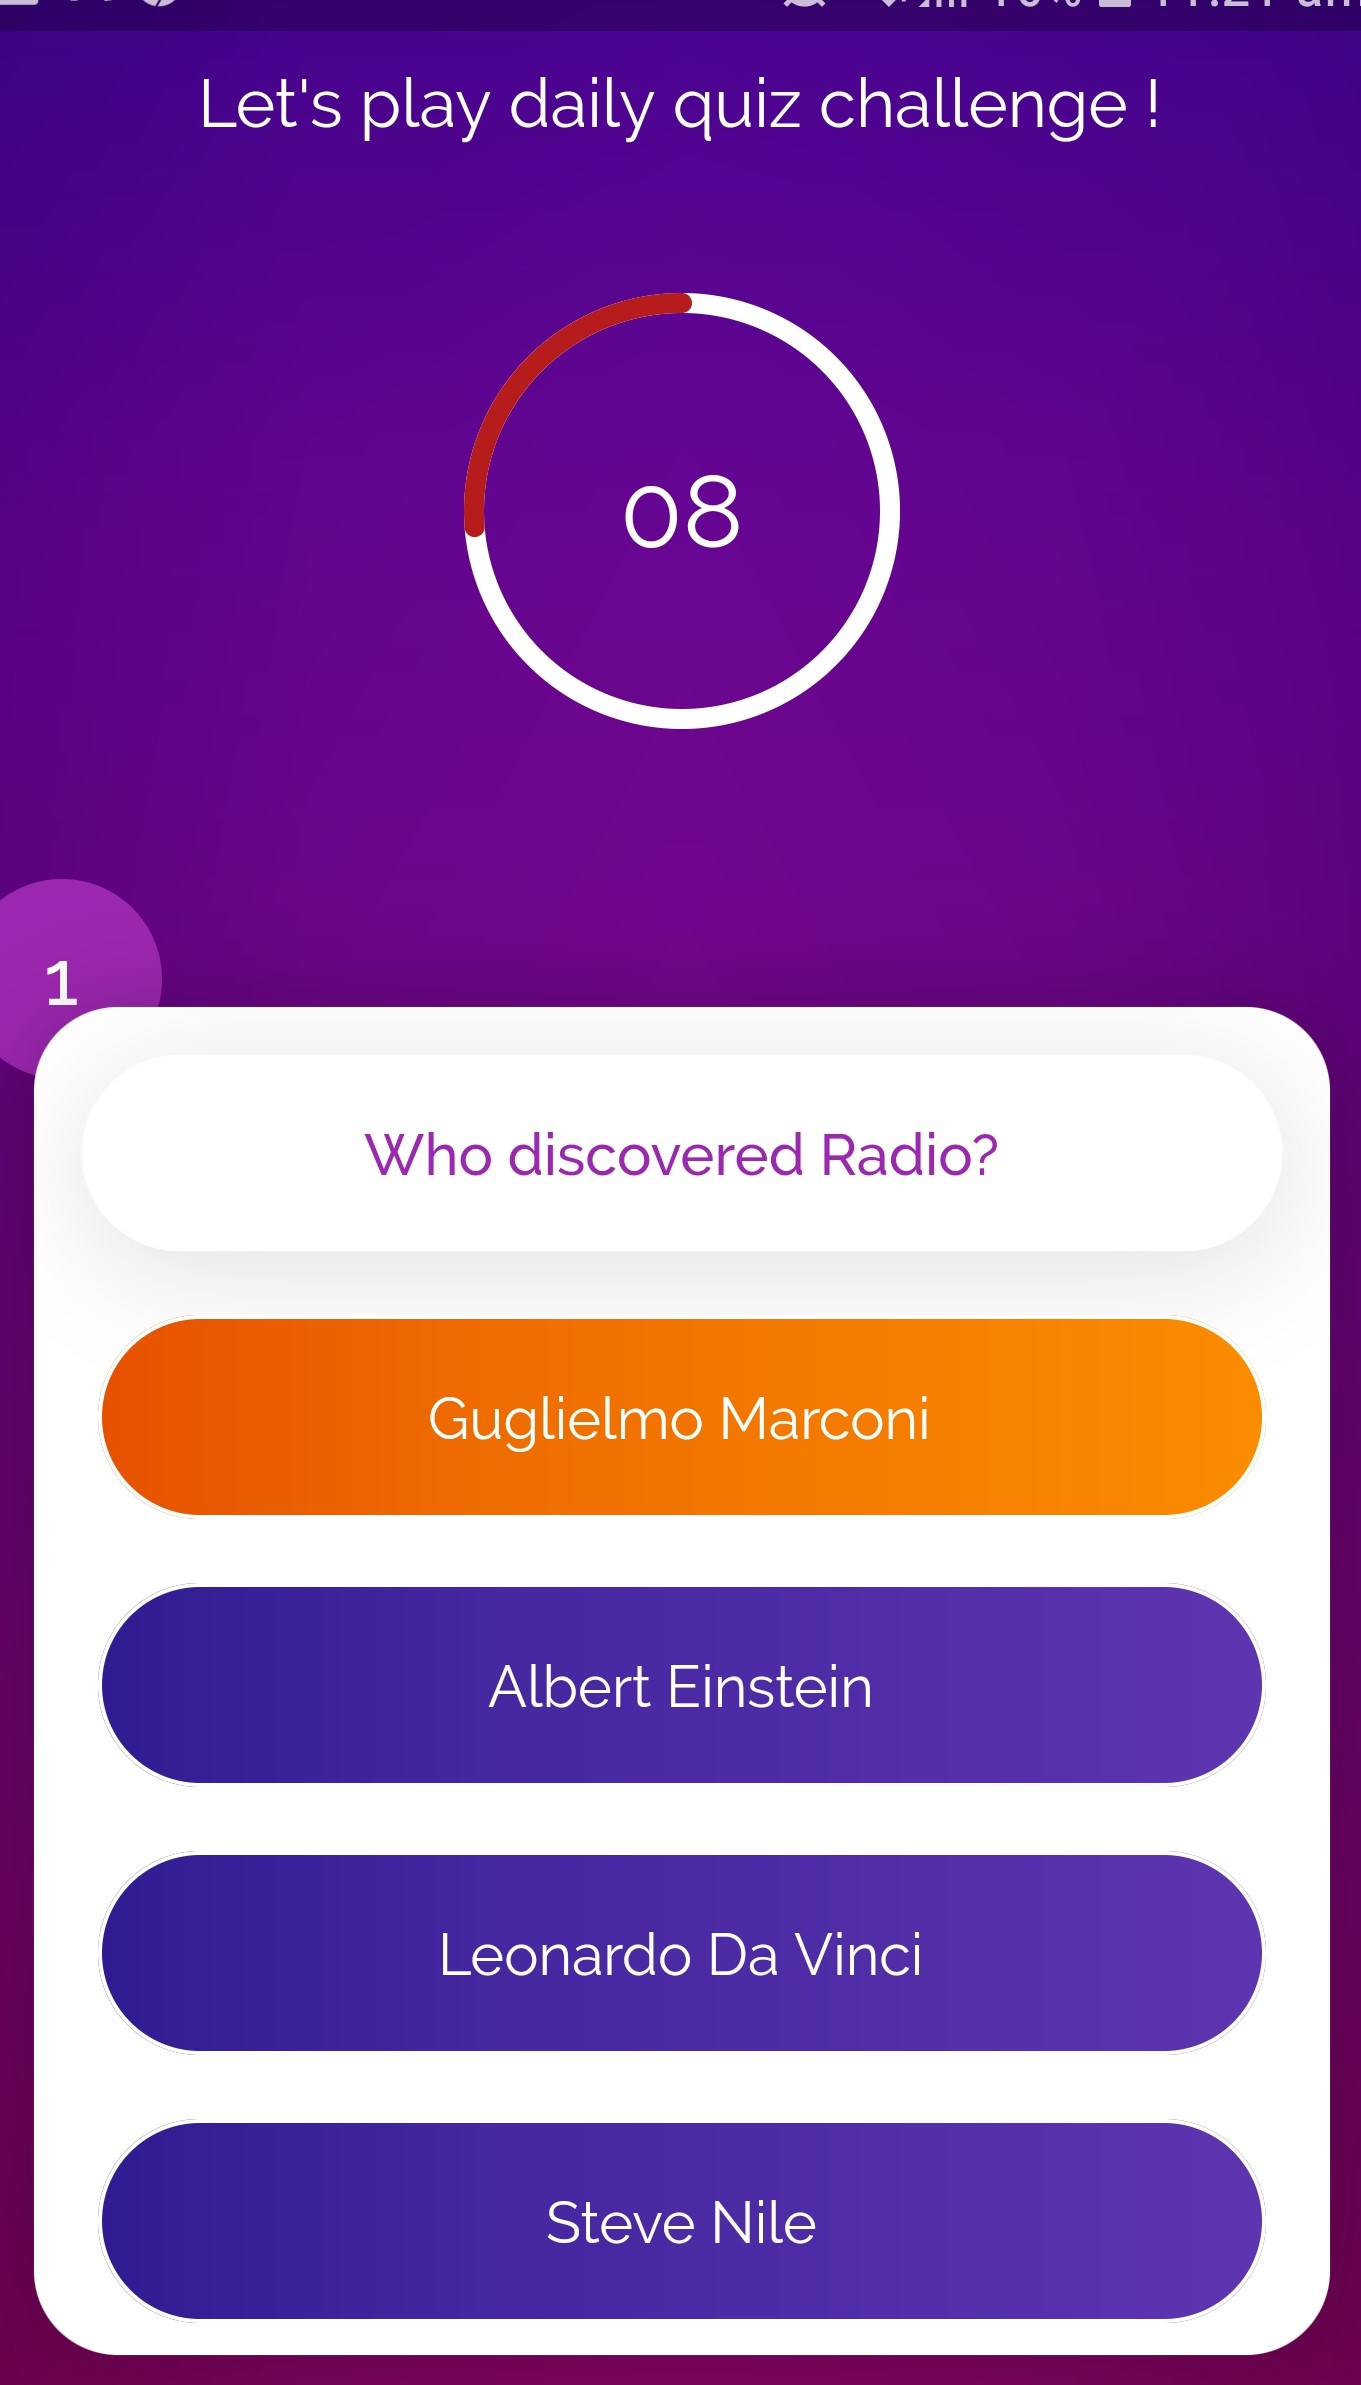 Let's play daily quiz challenge !
08
1
Who discovered Radio?
Guglielmo Marconi
Albert Einstein
Leonardo Da Vinci
Steve Nile